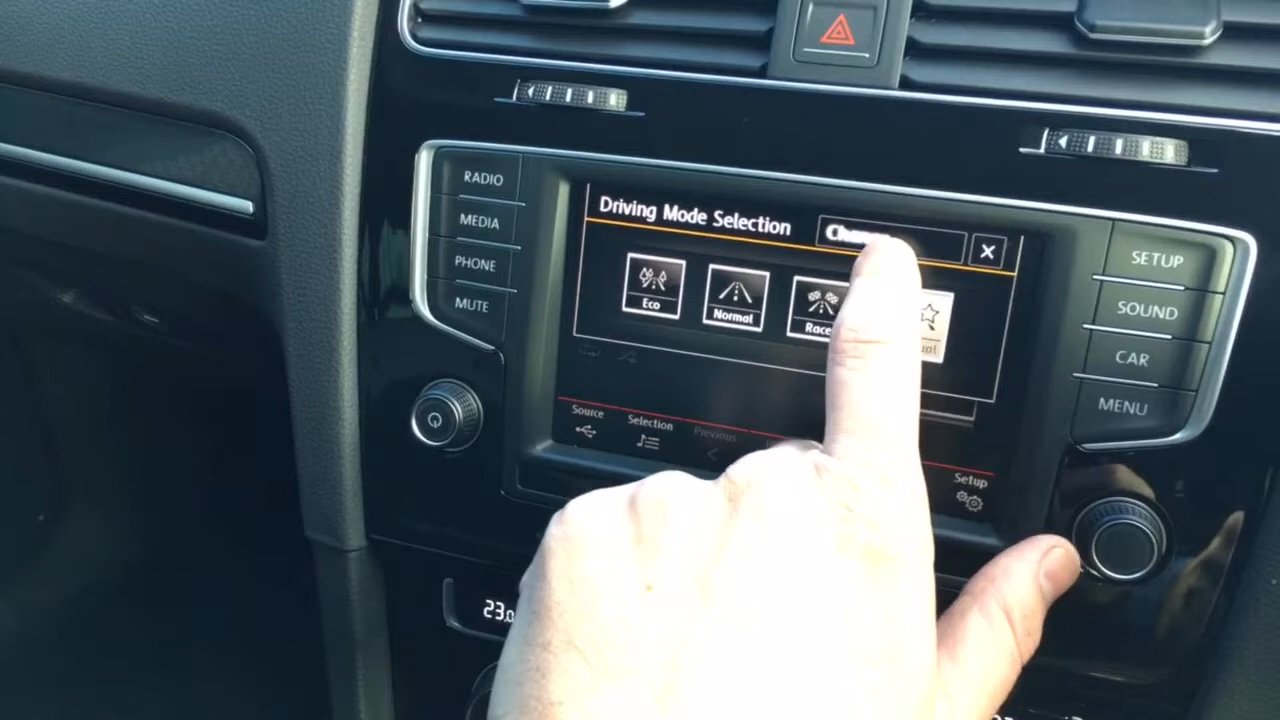 RADIO
MEDIA
PHONE
MUTE
Driving Mode Selection
Eco
Normal
Race
Source
Selection
Previous
Setup
SETUP
SOUND
CAR
MENU